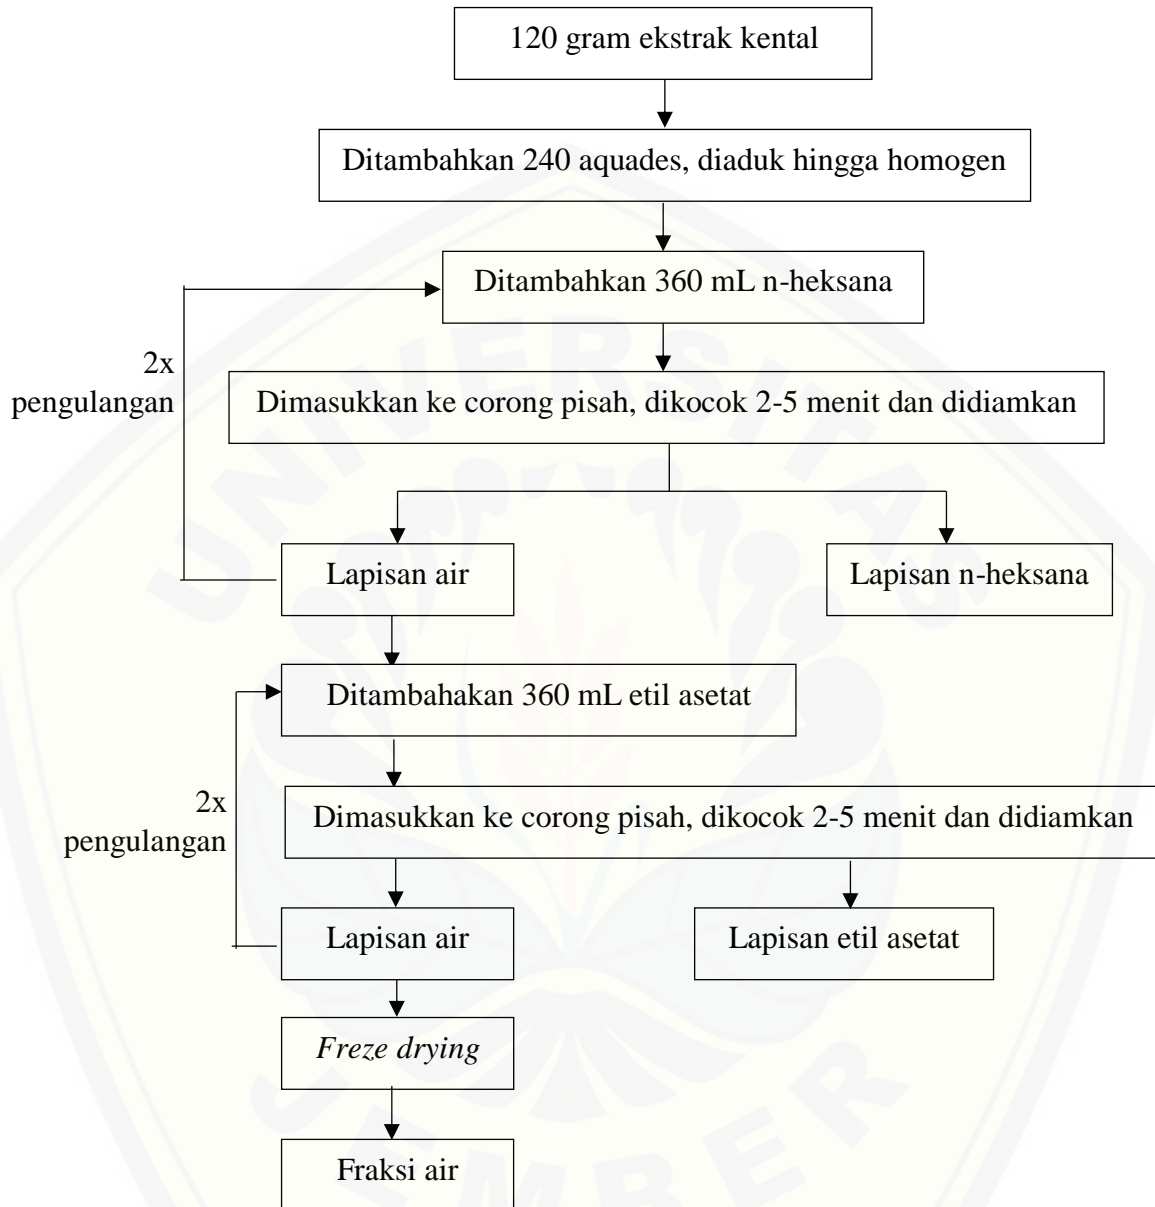 120 gram ekstrak kental
Ditambahkan 240 aquades, diaduk hingga homogen
Ditambahkan 360 mL n-heksana
2x
pengulangan
Dimasukkan ke corong pisah, dikocok 2-5 menit dan didiamkan
Lapisan air
Lapisan n-heksana
Ditambahakan 360 mL etil asetat
2x
pengulangan
Dimasukkan ke corong pisah, dikocok 2-5 menit dan didiamkan
Lapisan air
Lapisan etil asetat
Freze drying
Fraksi air
UNIVERSITAS
JEMBER